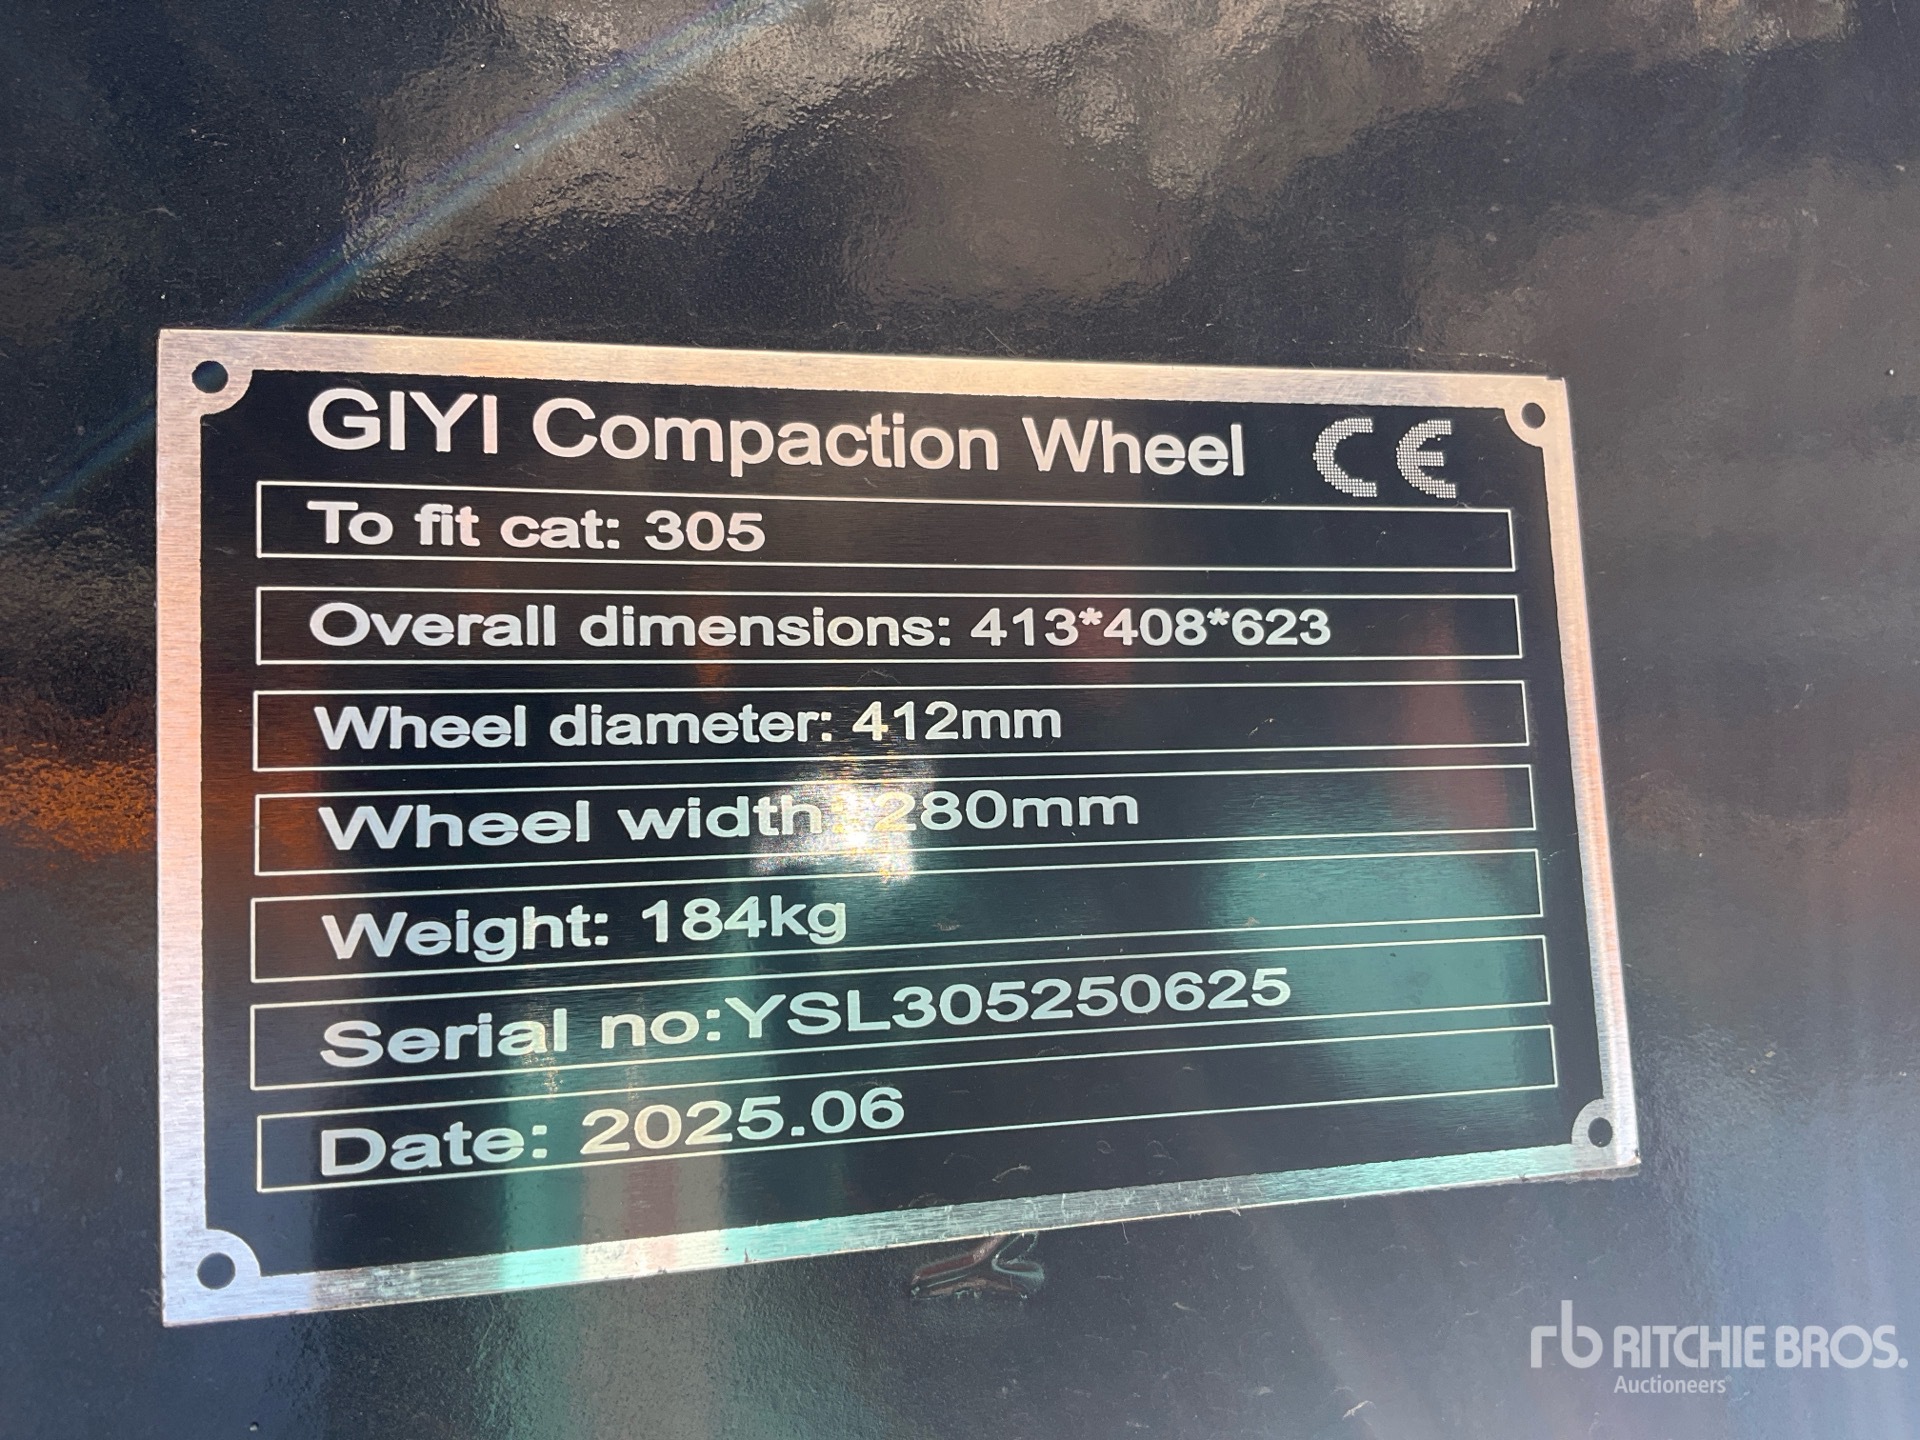 GIYI Compaction Wheel CE
To fit cat: 305
Overall dimensions: 413*408*623
Wheel diameter: 412mm
Wheel width: 280mm
Weight: 184kg
Serial no:YSL305250625
Date: 2025.06
rb RITCHIE BROS.
Auctioneers